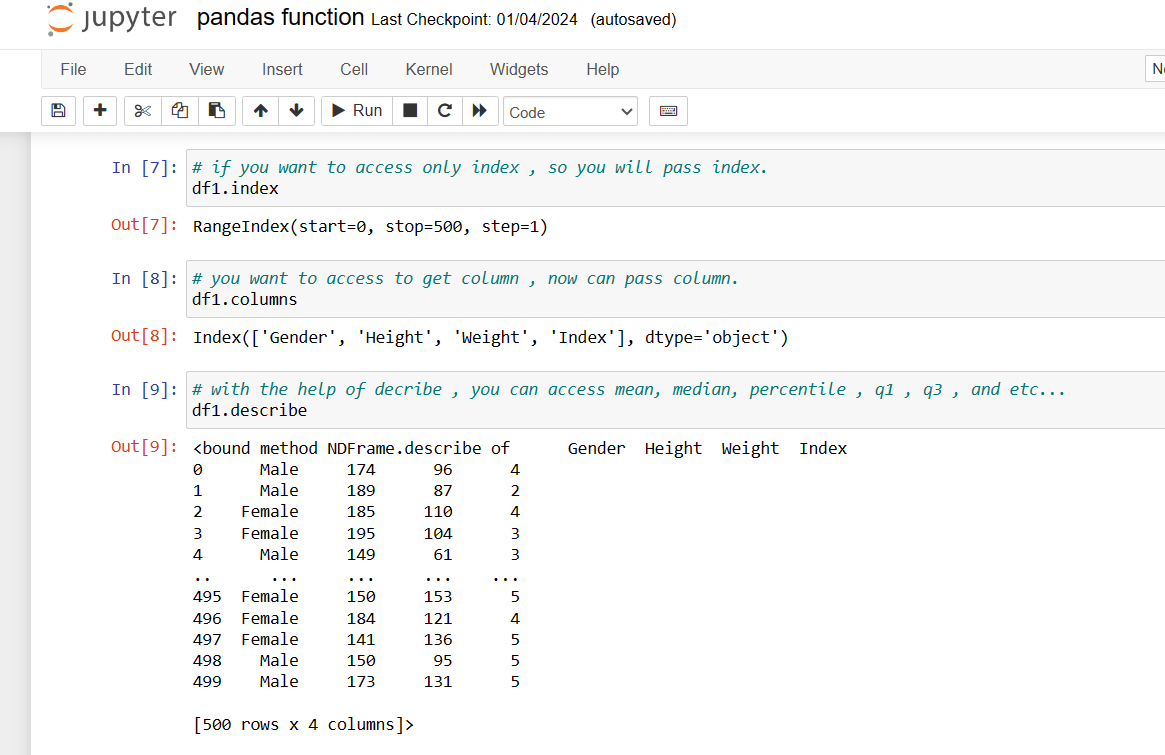 jupyter pandas function Last Checkpoint: 01/04/2024 (autosaved)
File Edit View Insert Cell Kernel Widgets Help
Run Code
In [7]: # if you want to access only index , so you will pass index.
df1.index
Out[7]: RangeIndex(start=0, stop=500, step=1)
In [8]: # you want to access to get column , now can pass column.
df1.columns
Out[8]: Index(['Gender', 'Height', 'Weight', 'Index'], dtype='object')
In [9]: # with the help of decribe , you can access mean, median, percentile , q1 , q3 , and etc...
df1.describe
Out[9]: <bound method NDFrame.describe of      Gender  Height  Weight  Index
0      Male     174      96      4
1      Male     189      87      2
2    Female     185     110      4
3    Female     195     104      3
4      Male     149      61      3
..      ...     ...     ...    ...
495  Female     150     153      5
496  Female     184     121      4
497  Female     141     136      5
498    Male     150      95      5
499    Male     173     131      5
[500 rows x 4 columns]>